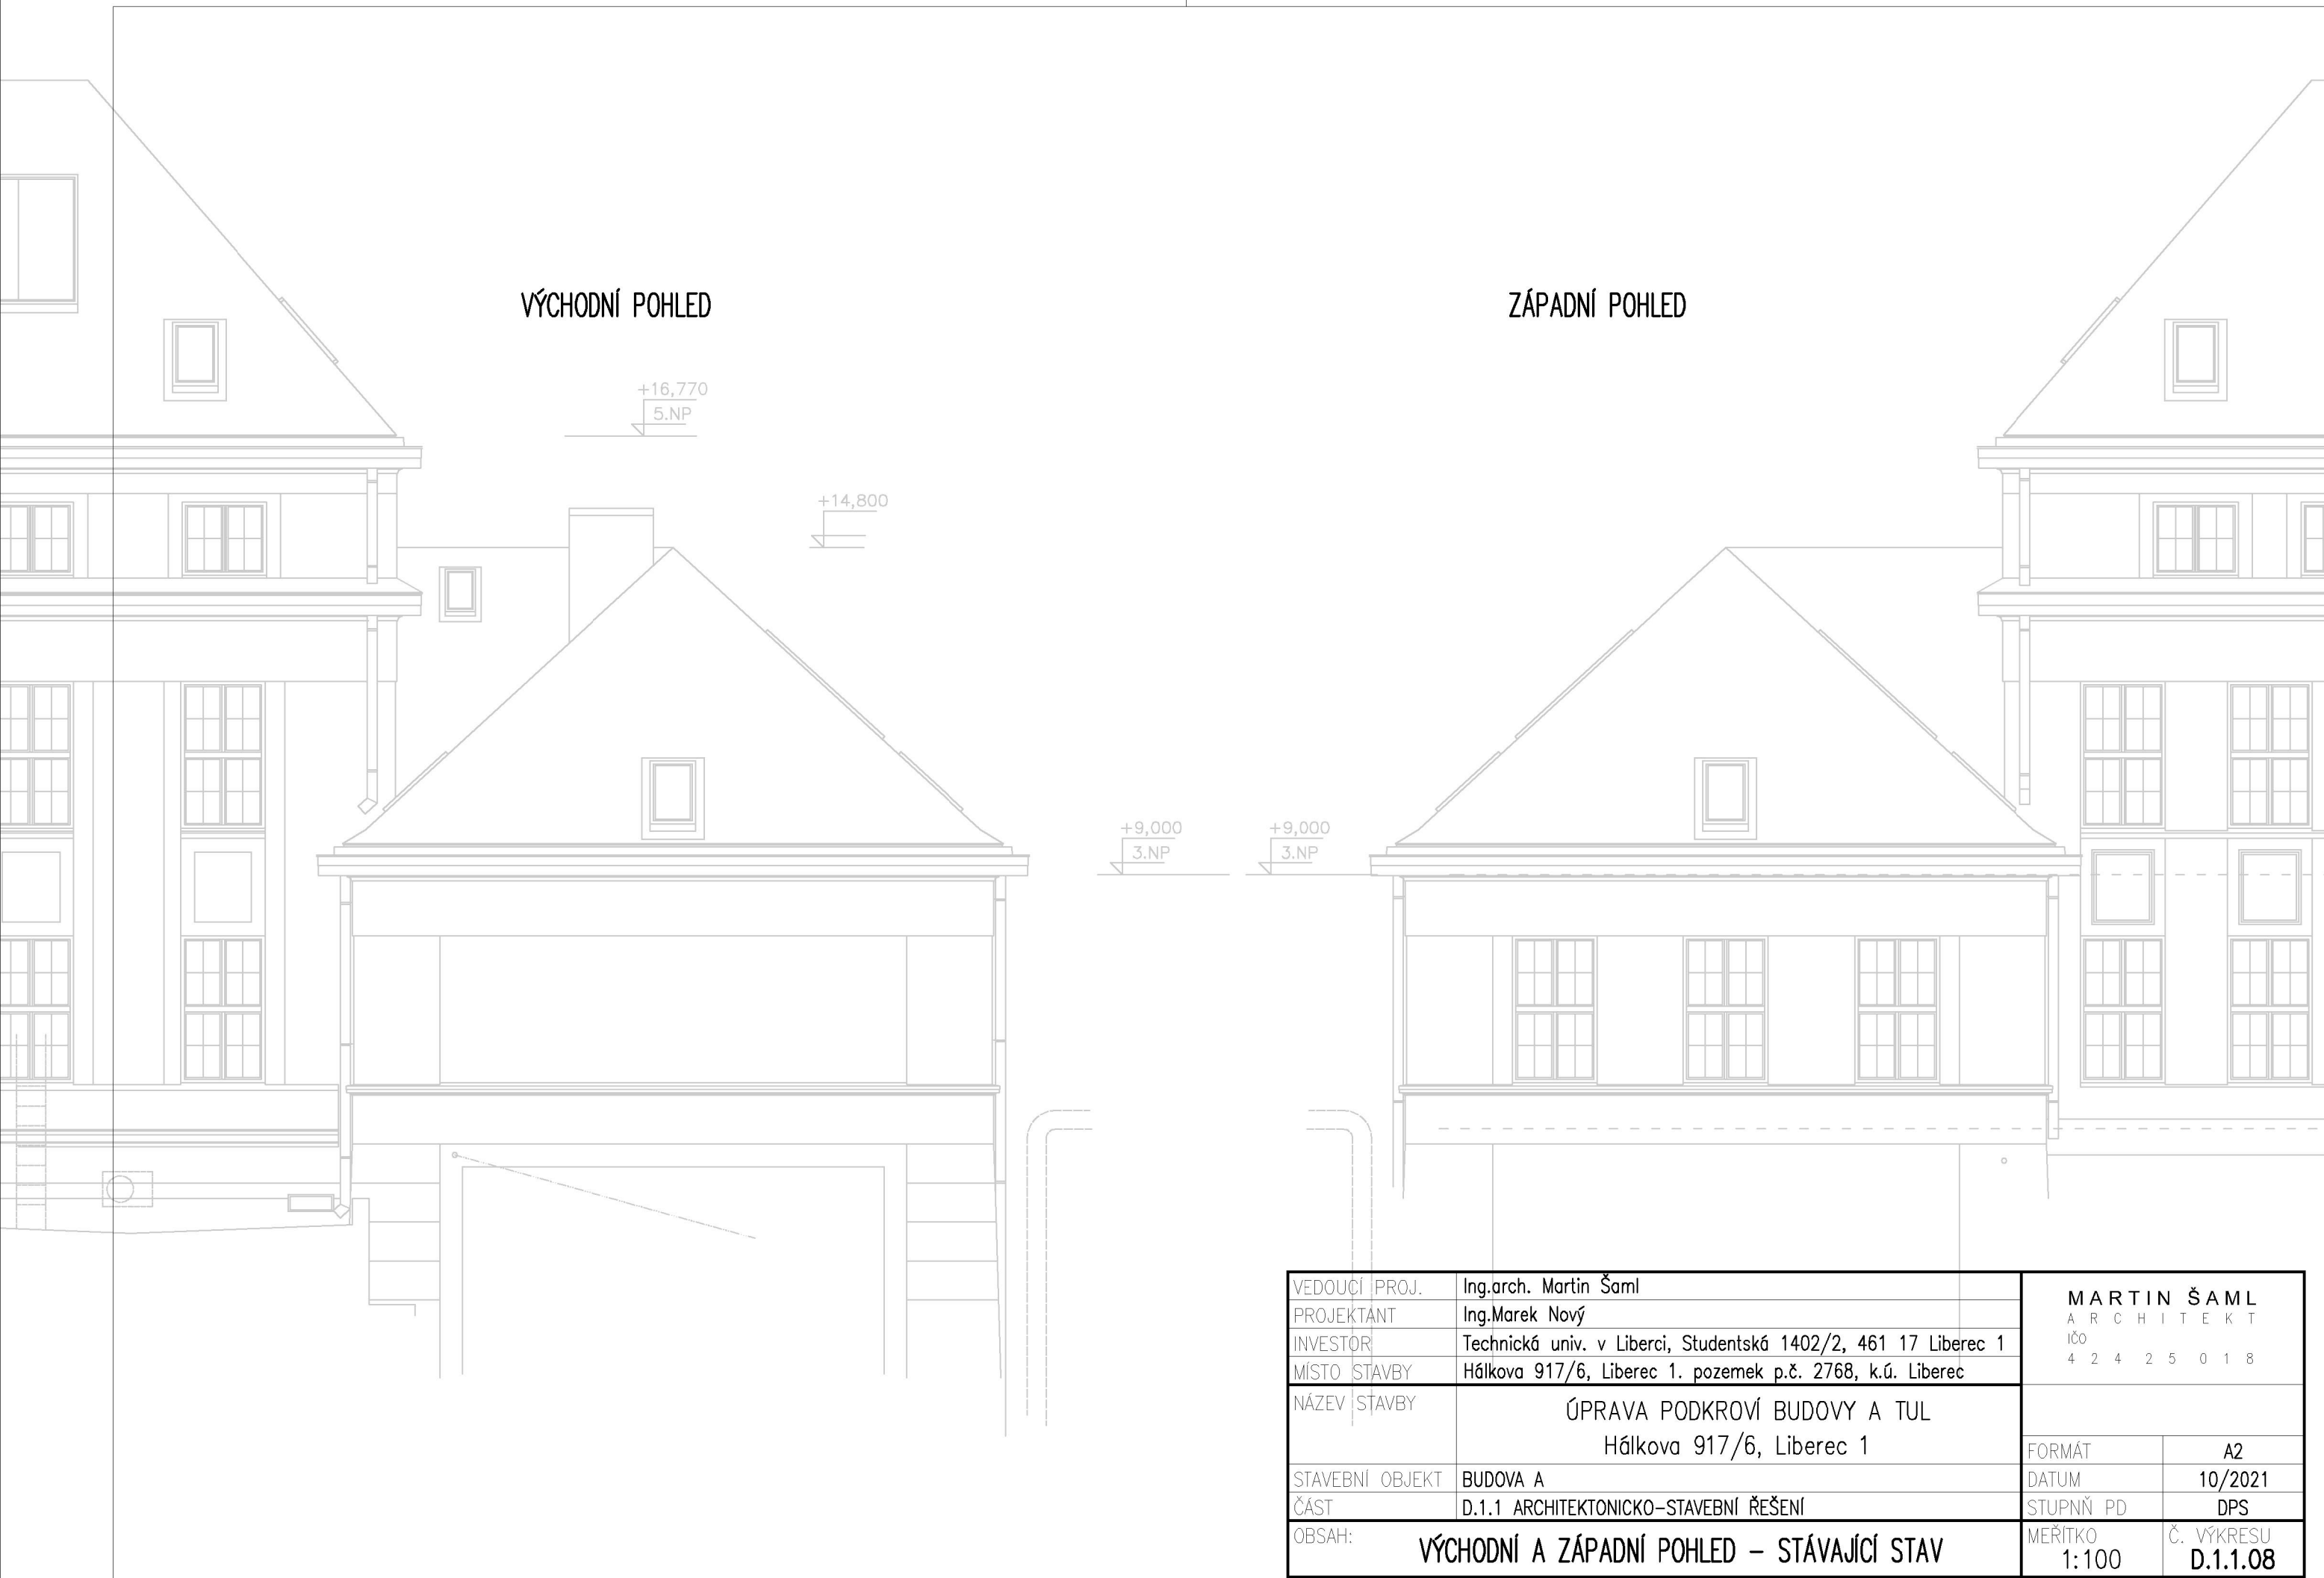 VÝCHODNÍ POHLED
ZÁPADNÍ POHLED
+16,770
5.NP
+14,800
+9,000
3.NP
+9,000
3.NP
VEDOUCÍ PROJ. Ing.arch. Martin Šaml
PROJEKTANT Ing.Marek Nový
INVESTOR Technická univ. v Liberci, Studentská 1402/2, 461 17 Liberec 1
MÍSTO STAVBY Hálkova 917/6, Liberec 1. pozemek p.č. 2768, k.ú. Liberec
NÁZEV STAVBY ÚPRAVA PODKROVÍ BUDOVY A TUL
Hálkova 917/6, Liberec 1
STAVEBNÍ OBJEKT BUDOVA A
ČÁST D.1.1 ARCHITEKTONICKO-STAVEBNÍ ŘEŠENÍ
OBSAH: VÝCHODNÍ A ZÁPADNÍ POHLED – STÁVAJÍCÍ STAV
MARTIN ŠAML
ARCHITEKT
IČO
424 25 018
FORMÁT A2
DATUM 10/2021
STUPNŇ PD DPS
MEŘÍTKO Č. VÝKRESU
1:100 D.1.1.08